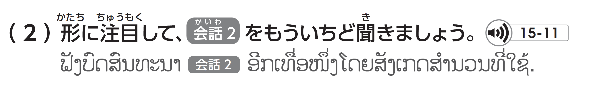 （2）形に注目して、会話2をもういちど聞きましょう。 15-11
ຟັງບົດສົນທະນາ 会話2 ອີກເທື່ອໜຶ່ງໂດຍສັງເກດສຳນວນທີ່ໃຊ້.